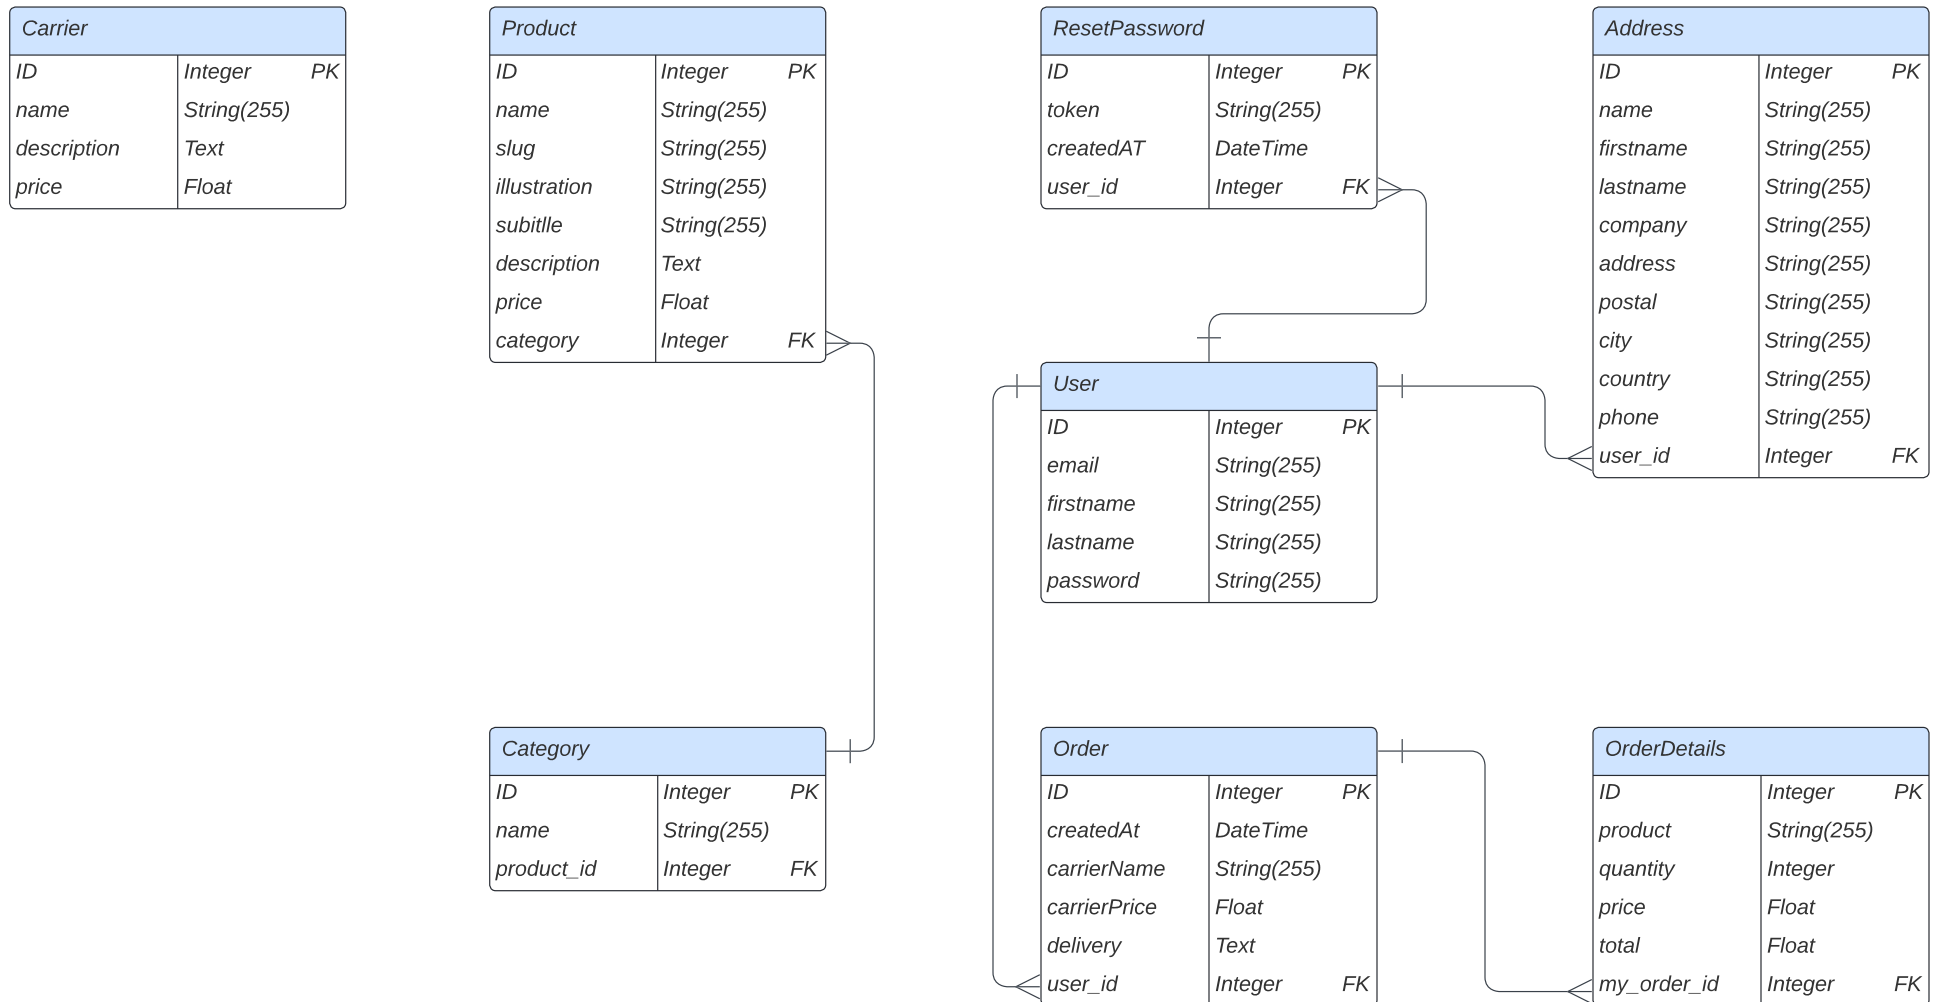 Carrier
ID Integer PK
name String(255)
description Text
price Float
Product
ID Integer PK
name String(255)
slug String(255)
illustration String(255)
subitlle String(255)
description Text
price Float
category Integer FK
ResetPassword
ID Integer PK
token String(255)
createdAT DateTime
user_id Integer FK
Address
ID Integer PK
name String(255)
firstname String(255)
lastname String(255)
company String(255)
address String(255)
postal String(255)
city String(255)
country String(255)
phone String(255)
user_id Integer FK
User
ID Integer PK
email String(255)
firstname String(255)
lastname String(255)
password String(255)
Category
ID Integer PK
name String(255)
product_id Integer FK
Order
ID Integer PK
createdAt DateTime
carrierName String(255)
carrierPrice Float
delivery Text
user_id Integer FK
OrderDetails
ID Integer PK
product String(255)
quantity Integer
price Float
total Float
my_order_id Integer FK